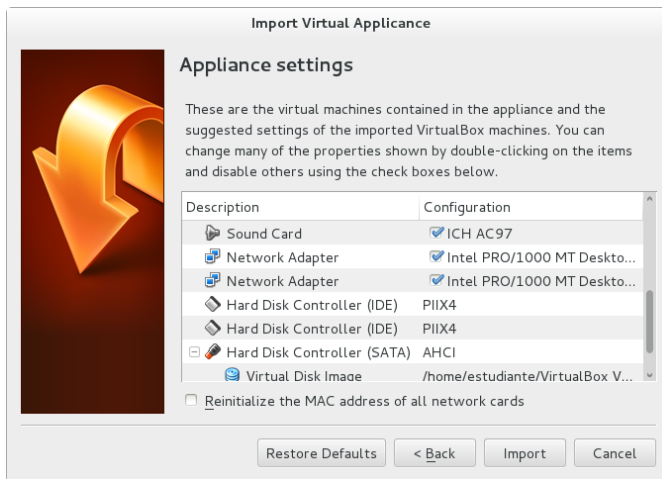 Import Virtual Applicance
Appliance settings
These are the virtual machines contained in the appliance and the
suggested settings of the imported VirtualBox machines. You can
change many of the properties shown by double-clicking on the items
and disable others using the check boxes below.
Description Configuration
Sound Card ICH AC97
Network Adapter Intel PRO/1000 MT Deskto...
Network Adapter Intel PRO/1000 MT Deskto...
Hard Disk Controller (IDE) PIIX4
Hard Disk Controller (IDE) PIIX4
Hard Disk Controller (SATA) AHCI
Virtual Disk Image /home/estudiante/VirtualBox V...
Reinitialize the MAC address of all network cards
Restore Defaults < Back Import Cancel